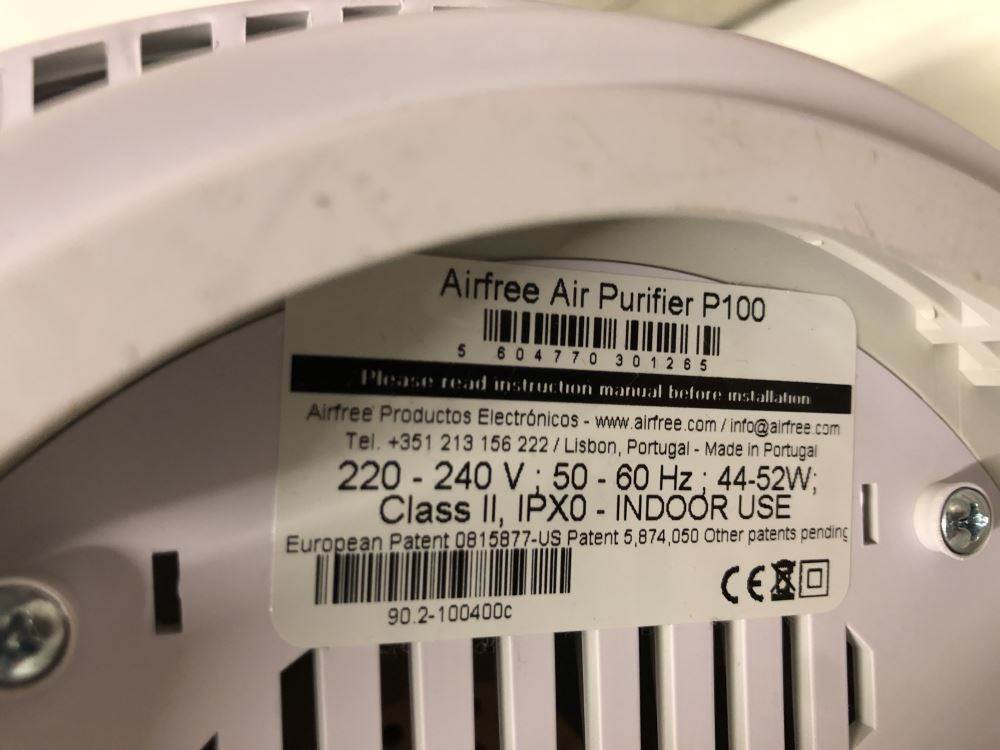 Airfree Air Purifier P100
5 604770 301265
Please read instruction manual before installation
Airfree Productos Electrónicos - www.airfree.com / info@airfree.com
Tel. +351 213 156 222 / Lisbon, Portugal - Made in Portugal
220 - 240 V ; 50 - 60 Hz ; 44-52W;
Class II, IPX0 - INDOOR USE
European Patent 0815877-US Patent 5,874,050 Other patents pending
CE
90.2-100400c